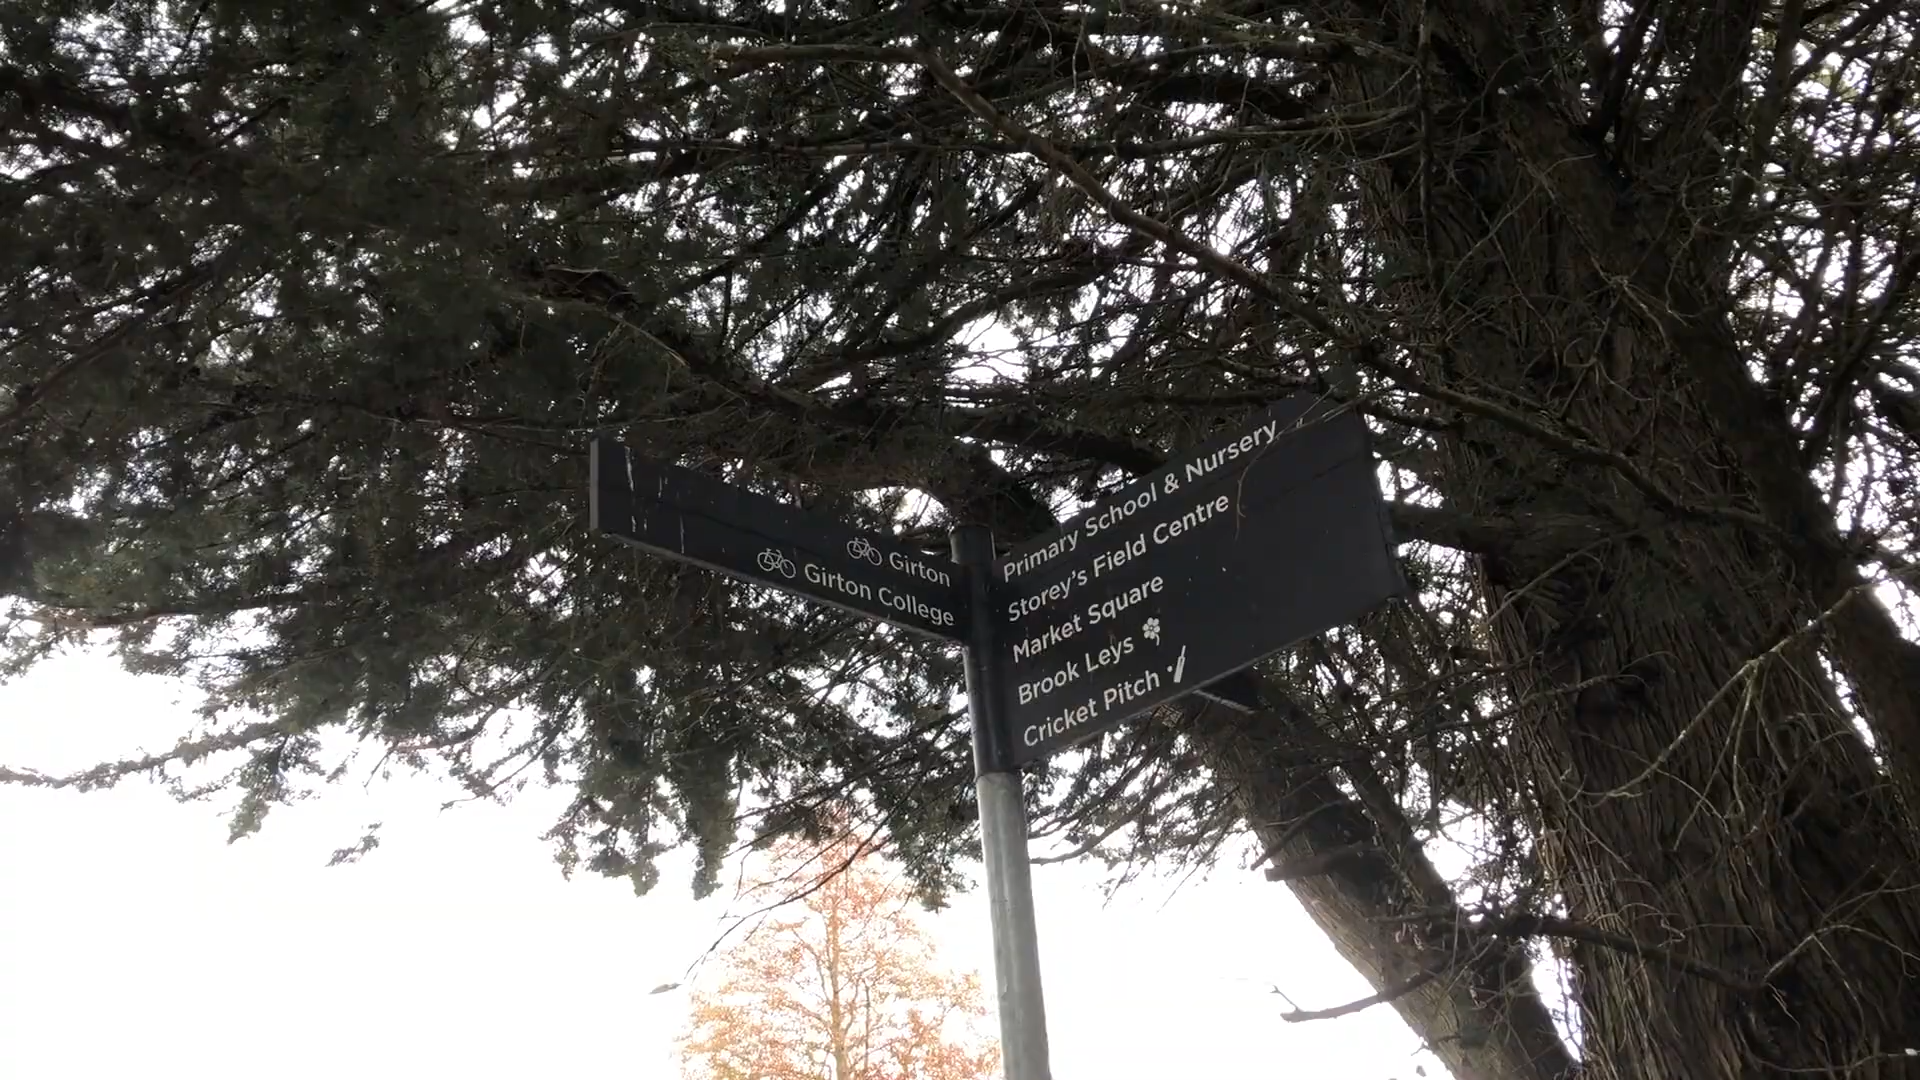 Girton
Girton College
Primary School & Nursery
Storey's Field Centre
Market Square
Brook Leys
Cricket Pitch